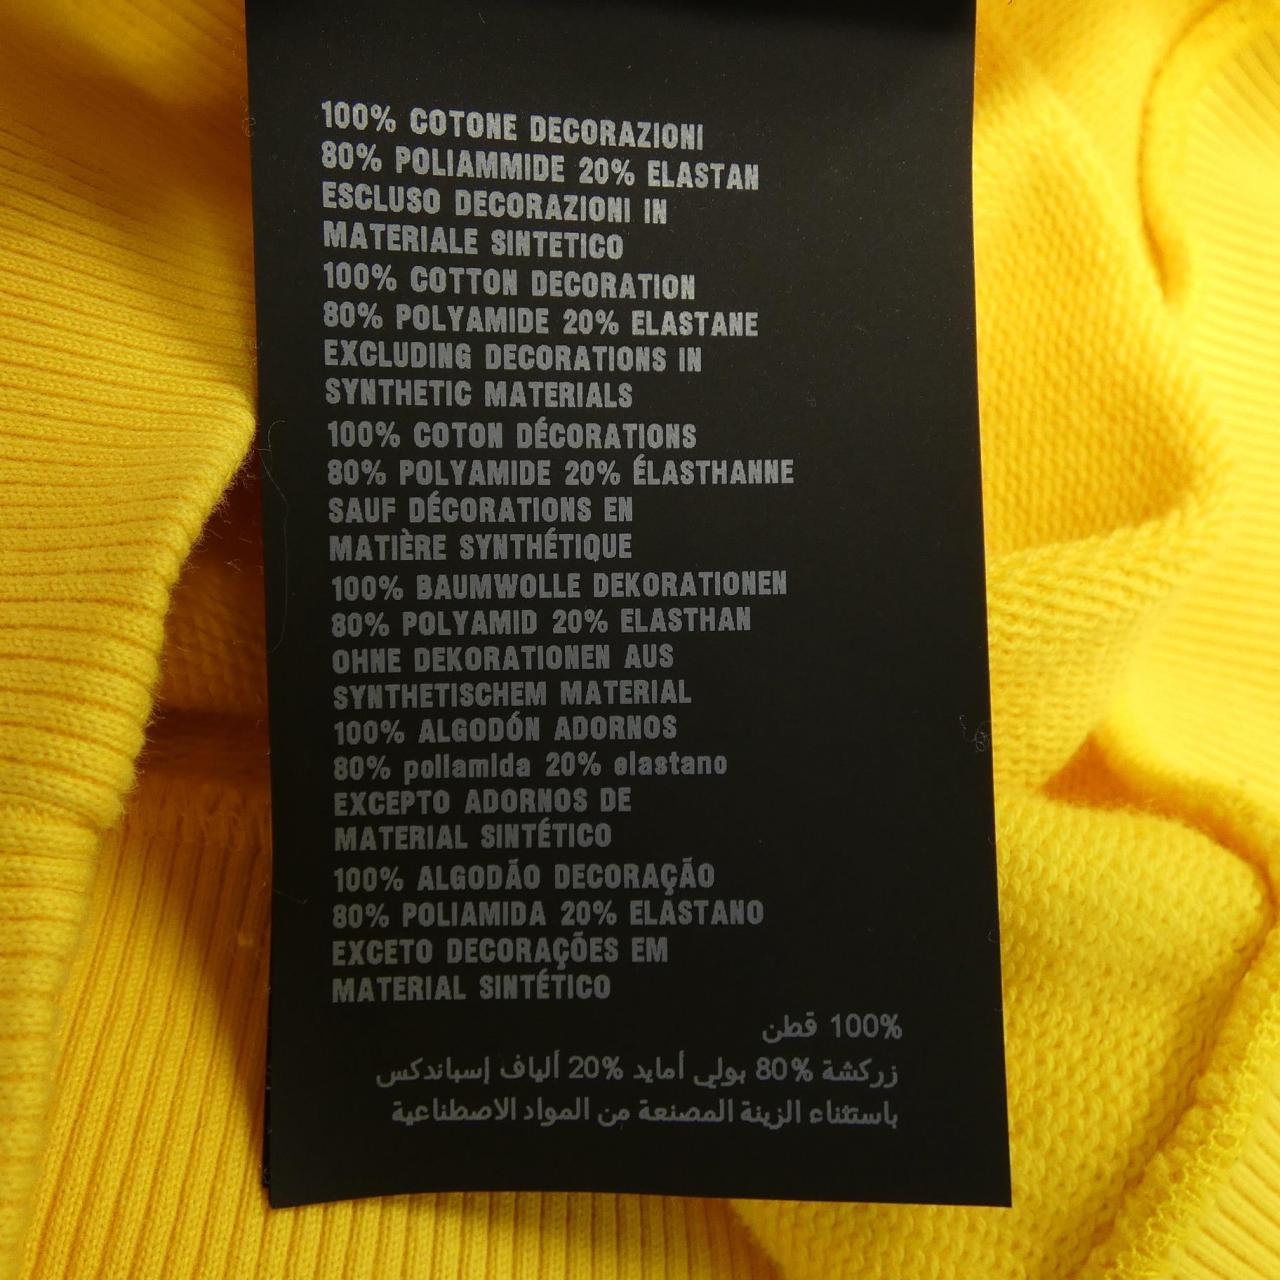 100% COTONE DECORAZIONI
80% POLIAMMIDE 20% ELASTAN
ESCLUSO DECORAZIONI IN
MATERIALE SINTETICO
100% COTTON DECORATION
80% POLYAMIDE 20% ELASTANE
EXCLUDING DECORATIONS IN
SYNTHETIC MATERIALS
100% COTON DÉCORATIONS
80% POLYAMIDE 20% ÉLASTHANNE
SAUF DÉCORATIONS EN
MATIÈRE SYNTHÉTIQUE
100% BAUMWOLLE DEKORATIONEN
80% POLYAMID 20% ELASTHAN
OHNE DEKORATIONEN AUS
SYNTHETISCHEM MATERIAL
100% ALGODÓN ADORNOS
80% poliamida 20% elastano
EXCEPTO ADORNOS DE
MATERIAL SINTÉTICO
100% ALGODÃO DECORAÇÃO
80% POLIAMIDA 20% ELASTANO
EXCETO DECORAÇÕES EM
MATERIAL SINTÉTICO
100% قطن
زركشة 80% بولي أمايد 20% ألياف إسباندكس
باستثناء الزينة المصنعة من المواد الاصطناعية